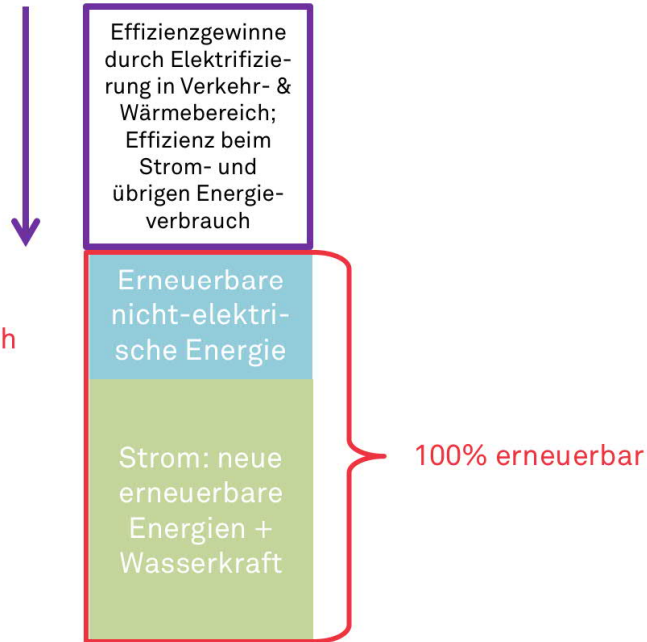 Effizienzgewinne
durch Elektrifizie-
rung in Verkehr- &
Wärmebereich;
Effizienz beim
Strom- und
übrigen Energie-
verbrauch
Erneuerbare
nicht-elektri-
sche Energie
h
Strom: neue
erneuerbare
Energien +
Wasserkraft
100% erneuerbar